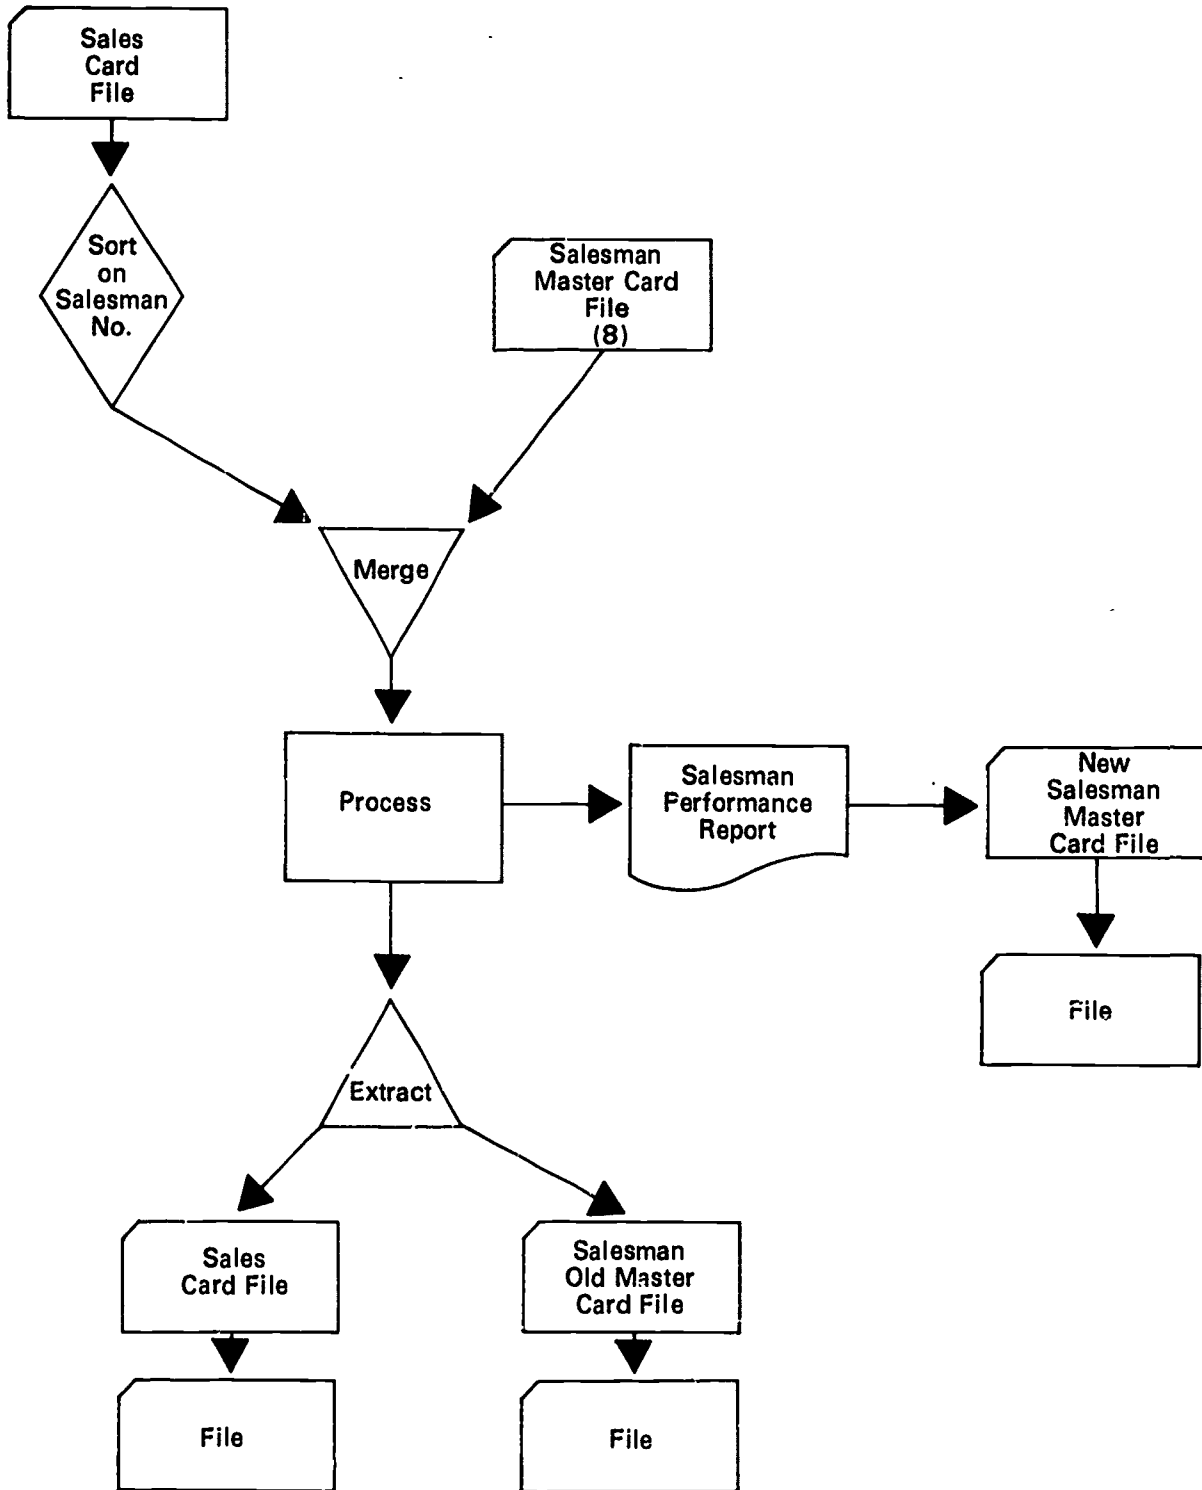 Sales
Card
File
Sort
on
Salesman
No.
Salesman
Master Card
File
(8)
Merge
Process
Salesman
Performance
Report
New
Salesman
Master
Card File
File
Extract
Sales
Card File
Salesman
Old Master
Card File
File
File